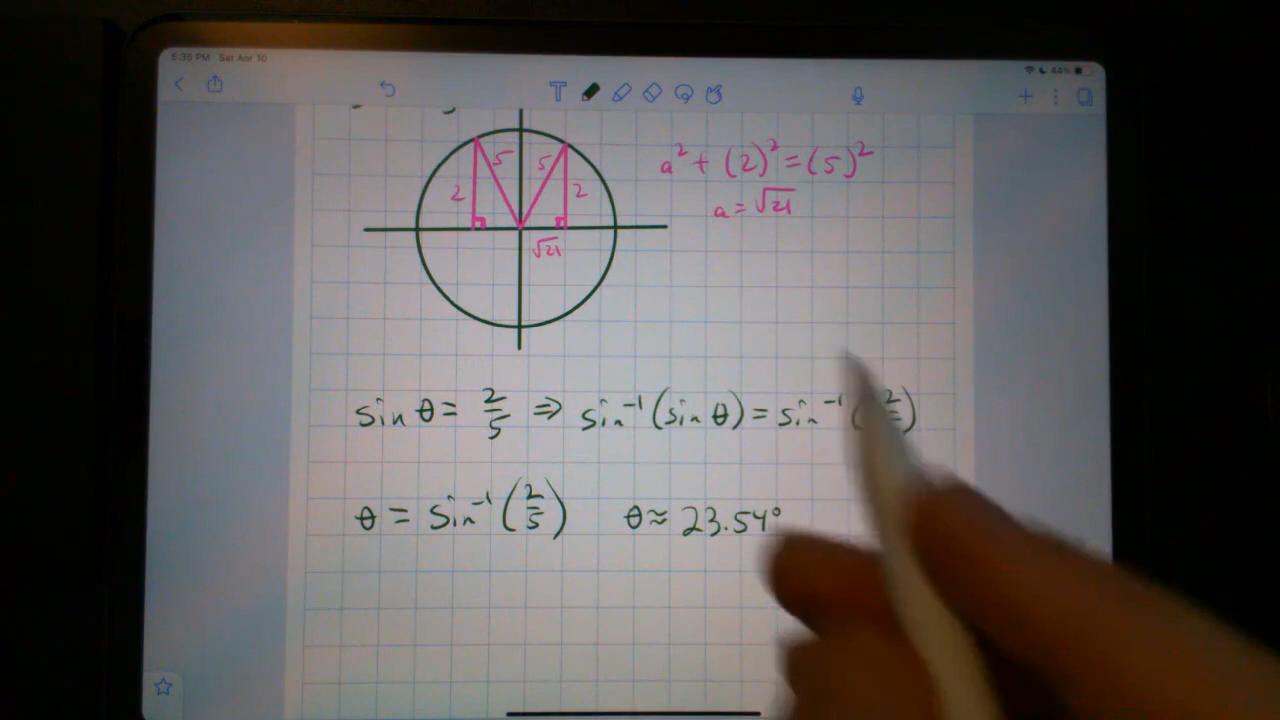 5:35 PM Sat Apr 10
44%
5 5
2 2
√21
a² + (2)² = (5)²
a = √21
sin θ = 2/5 ⇒ sin⁻¹(sin θ) = sin⁻¹(2/5)
θ = sin⁻¹(2/5) θ ≈ 23.54°